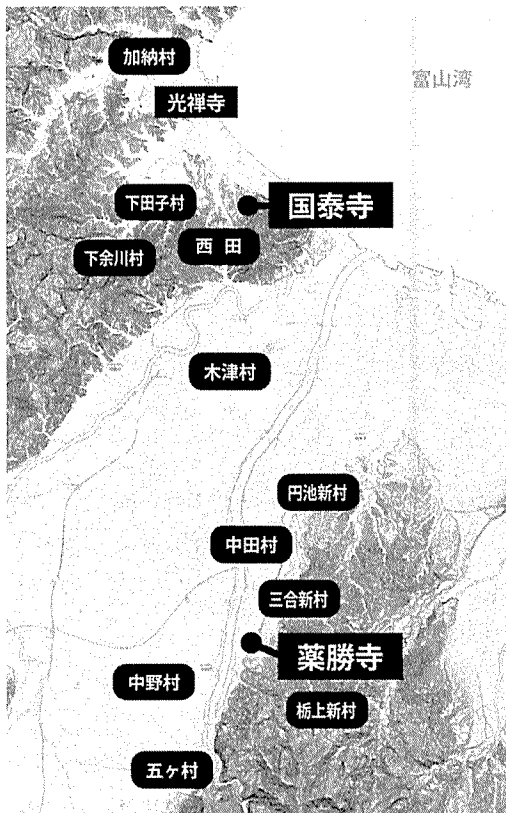 加納村
富山湾
光禅寺
下田子村
国泰寺
西田
下余川村
木津村
円池新村
中田村
三合新村
薬勝寺
中野村
栃上新村
五ヶ村